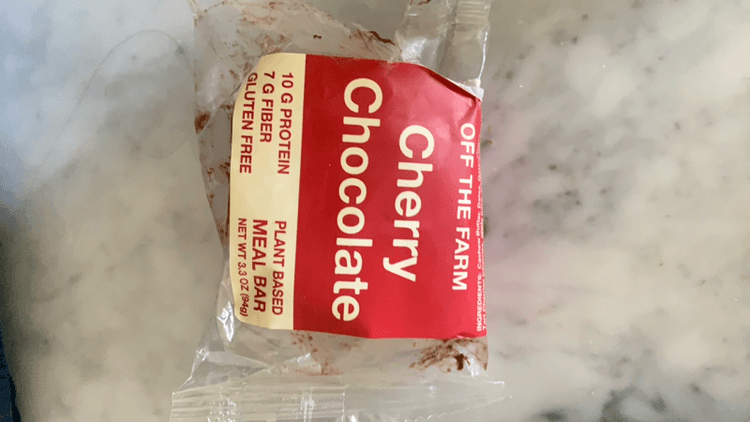 OFF THE FARM
Cherry
Chocolate
10 G PROTEIN
7 G FIBER
GLUTEN FREE
PLANT BASED
MEAL BAR
NET WT 3.3 OZ (94g)
INGREDIENTS: